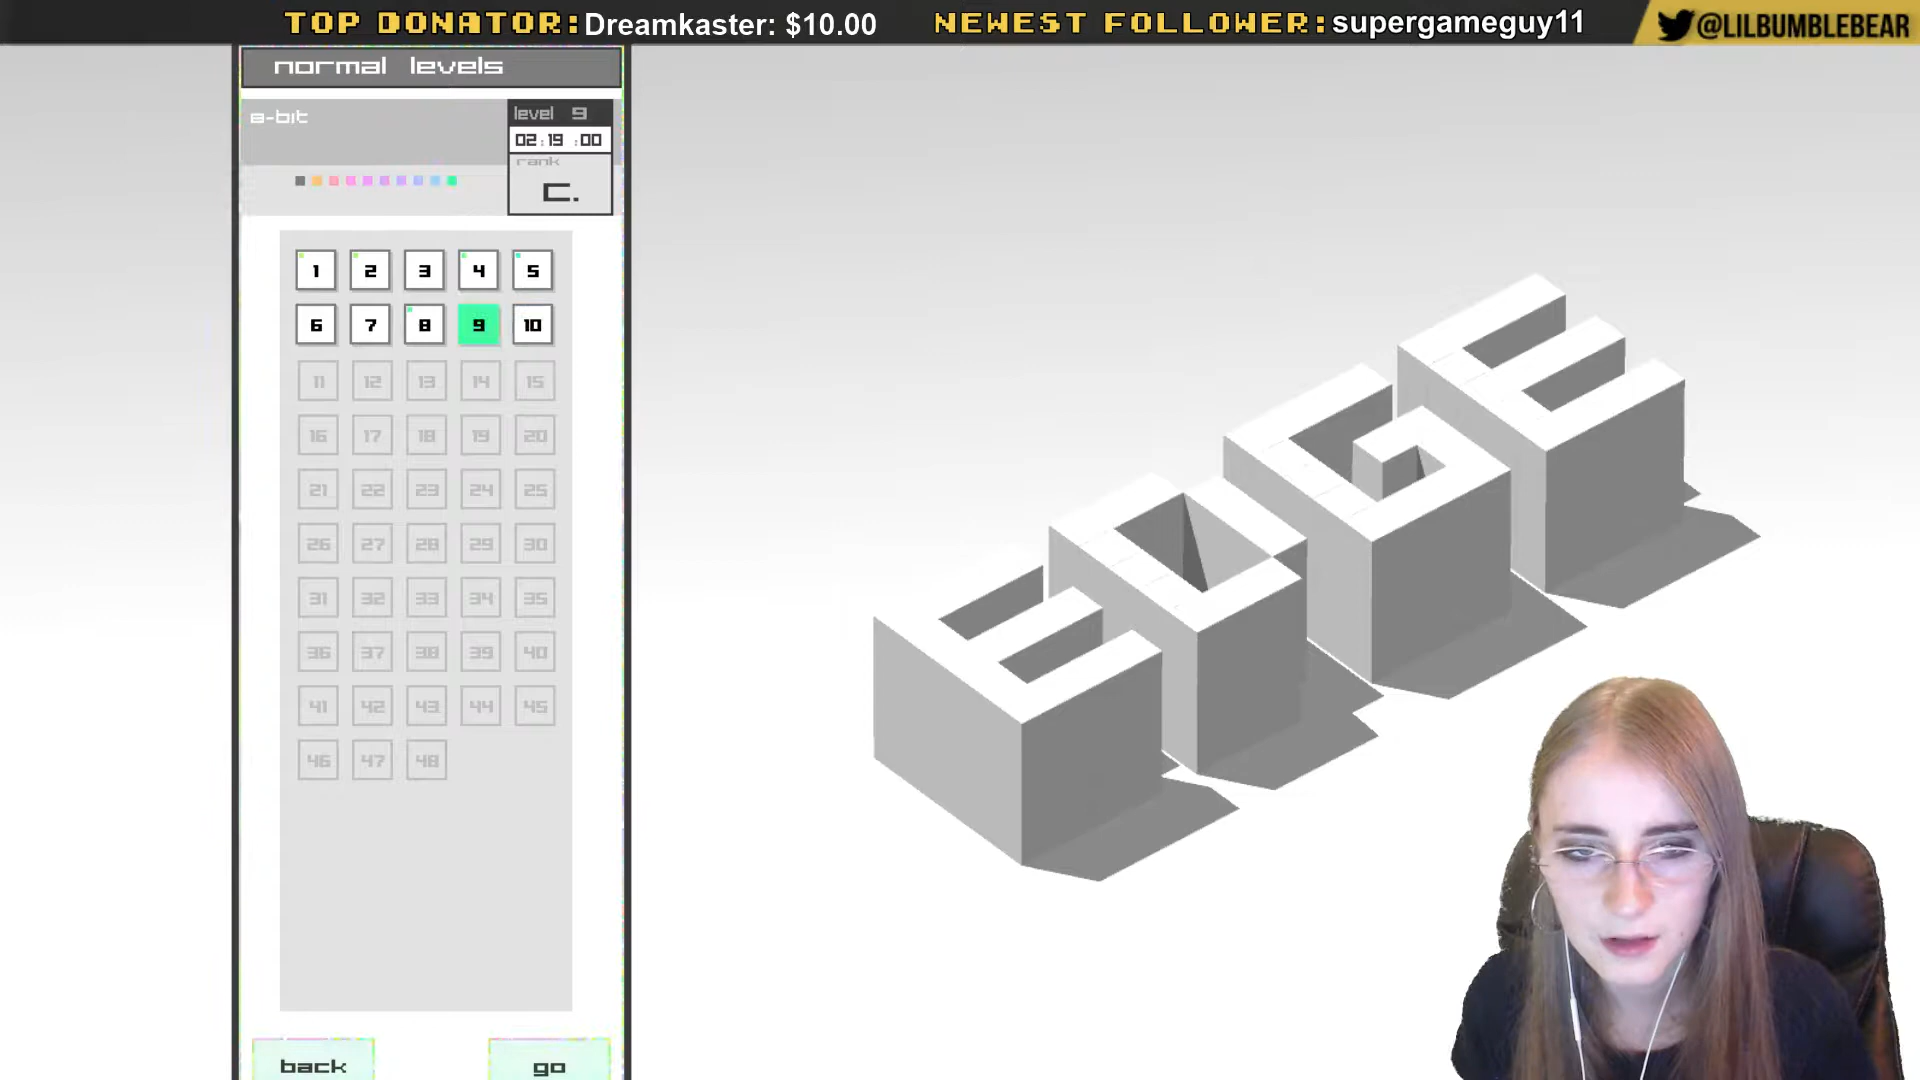 TOP DONATOR: Dreamkaster: $10.00 NEWEST FOLLOWER: supergameguy11 @LILBUMBLEBEAR
normal levels
8-bit
level 9
02:19:00
rank
C.
1 2 3 4 5
6 7 8 9 10
11 12 13 14 15
16 17 18 19 20
21 22 23 24 25
26 27 28 29 30
31 32 33 34 35
36 37 38 39 40
41 42 43 44 45
46 47 48
EDGE
back go